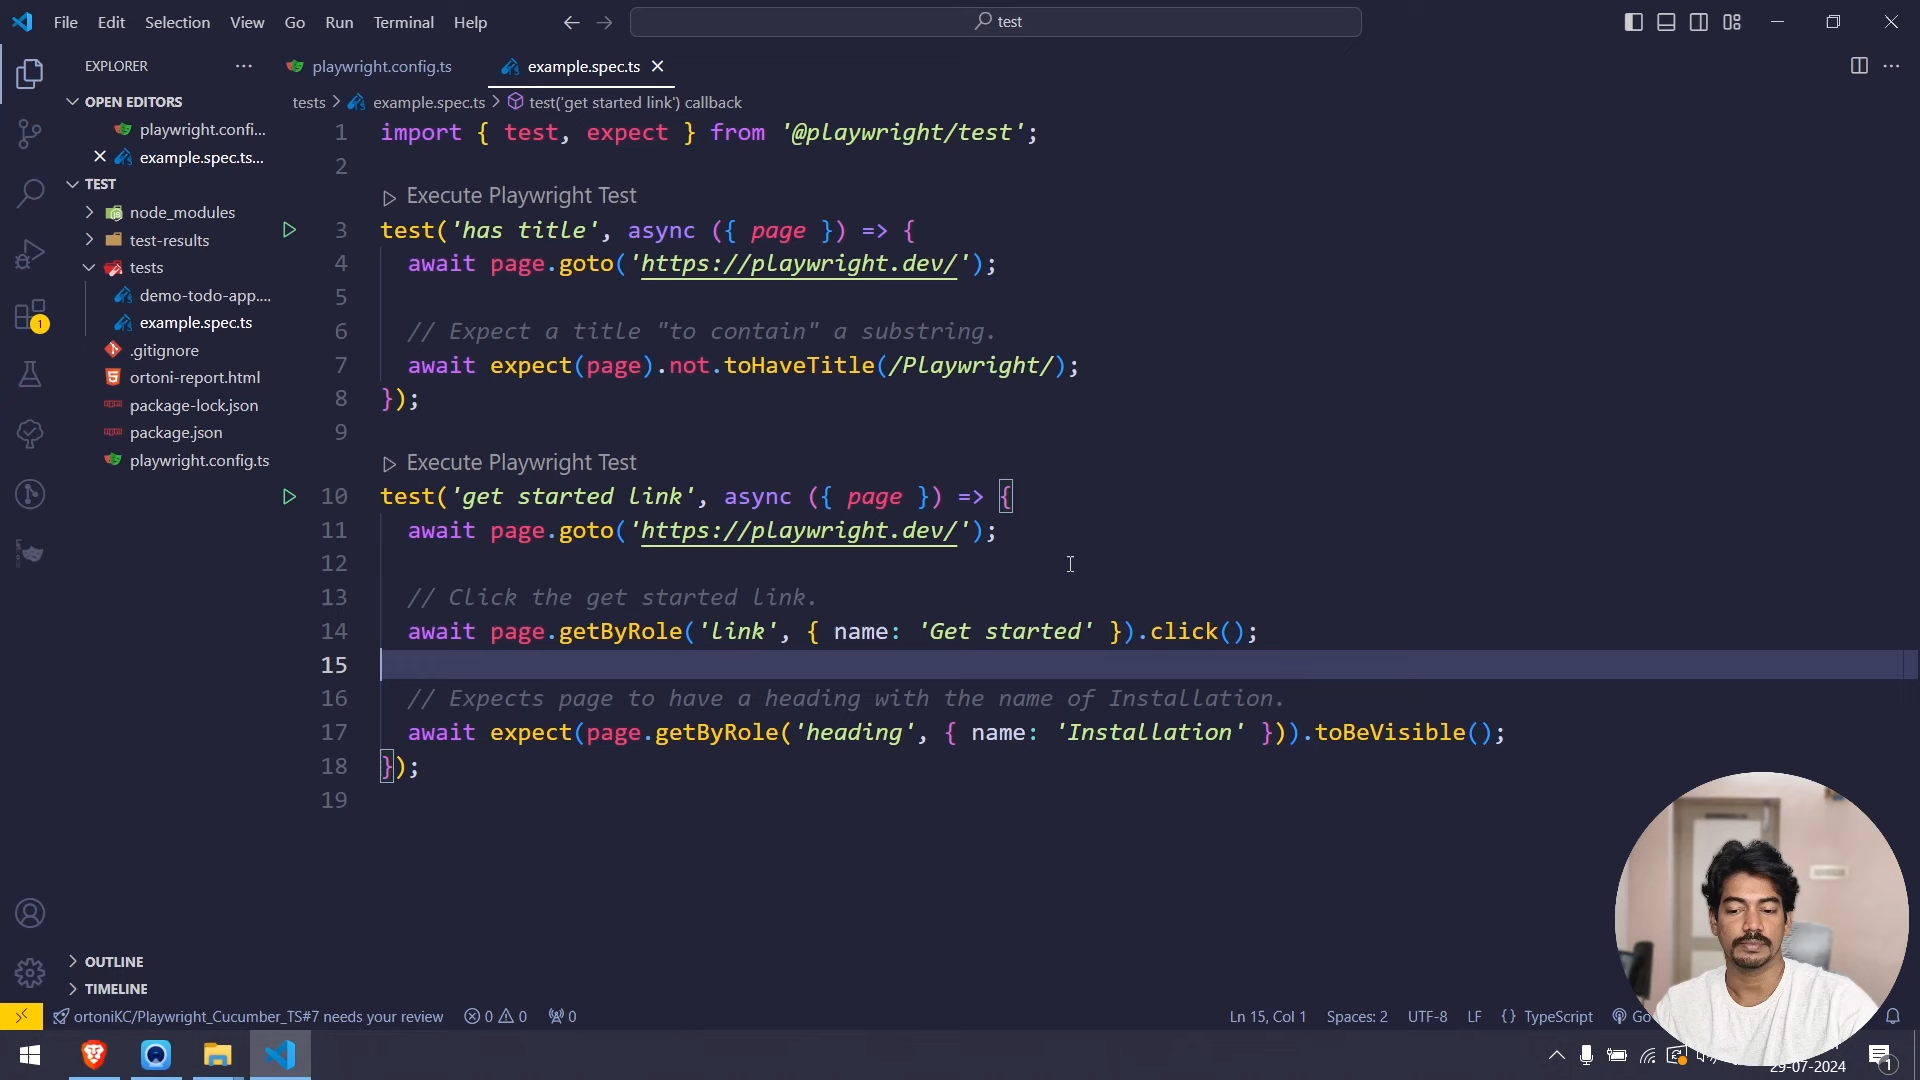 File Edit Selection View Go Run Terminal Help
test
EXPLORER
playwright.config.ts
example.spec.ts
OPEN EDITORS
playwright.confi...
example.spec.ts...
TEST
node_modules
test-results
tests
demo-todo-app....
example.spec.ts
.gitignore
ortoni-report.html
package-lock.json
package.json
playwright.config.ts
OUTLINE
TIMELINE
tests > example.spec.ts > test('get started link') callback
1 import { test, expect } from '@playwright/test';
2
Execute Playwright Test
3 test('has title', async ({ page }) => {
4 await page.goto('https://playwright.dev/');
5
6 // Expect a title "to contain" a substring.
7 await expect(page).not.toHaveTitle(/Playwright/);
8 });
9
Execute Playwright Test
10 test('get started link', async ({ page }) => {
11 await page.goto('https://playwright.dev/');
12
13 // Click the get started link.
14 await page.getByRole('link', { name: 'Get started' }).click();
15
16 // Expects page to have a heading with the name of Installation.
17 await expect(page.getByRole('heading', { name: 'Installation' })).toBeVisible();
18 });
19
ortoniKC/Playwright_Cucumber_TS#7 needs your review 0 0 0
Ln 15, Col 1 Spaces: 2 UTF-8 LF {} TypeScript Go
29-07-2024
1
1